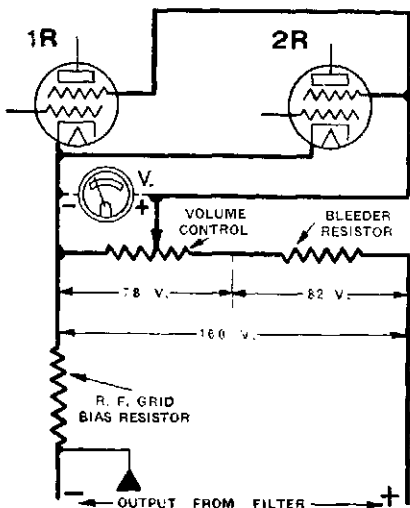 1R
2R
V.
- +
VOLUME
CONTROL
BLEEDER
RESISTOR
78 V.
82 V.
160 V.
R. F. GRID
BIAS RESISTOR
- OUTPUT FROM FILTER +